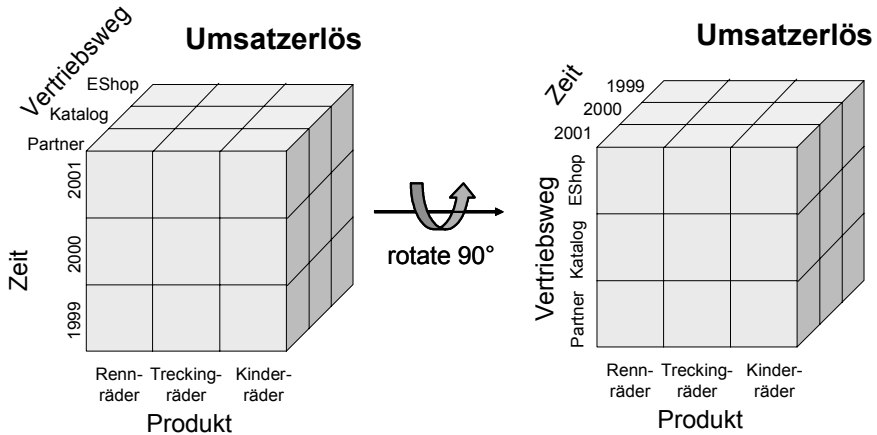 Umsatzerlös
Vertriebsweg
EShop
Katalog
Partner
Zeit
2001
2000
1999
Renn-
räder
Trecking-
räder
Kinder-
räder
Produkt
rotate 90°
Umsatzerlös
Zeit
1999
2000
2001
Vertriebsweg
EShop
Katalog
Partner
Renn-
räder
Trecking-
räder
Kinder-
räder
Produkt